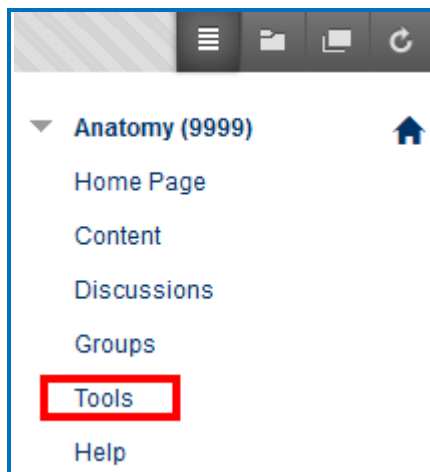 Anatomy (9999)
Home Page
Content
Discussions
Groups
Tools
Help